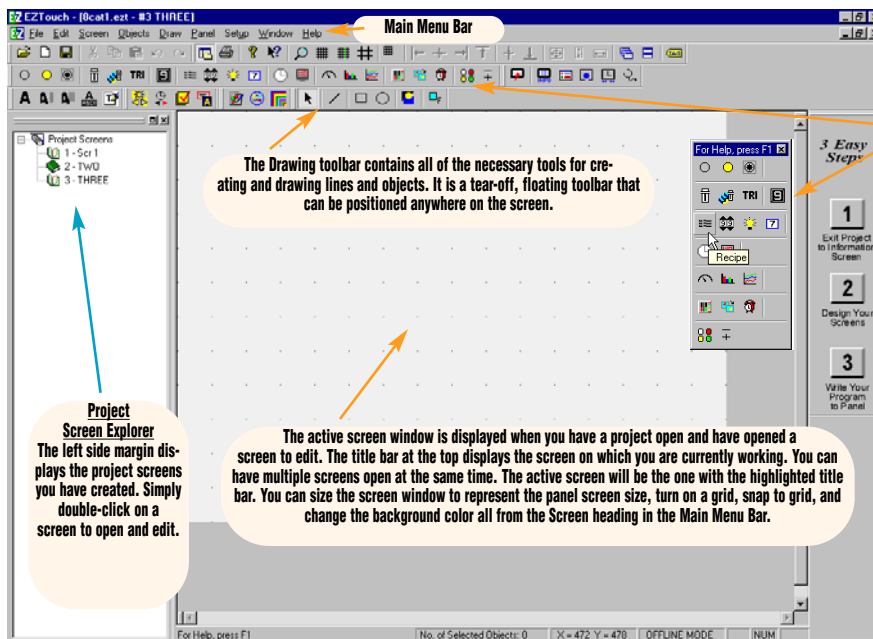 EZTouch - [8cat1.ezt - #3 THREE]
File Edit Screen Objects Draw Panel Setup Window Help
Main Menu Bar
TRI
Project Screens
1 - Scr1
2 - TWO
3 - THREE
The Drawing toolbar contains all of the necessary tools for cre-
ating and drawing lines and objects. It is a tear-off, floating toolbar that
can be positioned anywhere on the screen.
For Help, press F1
TRI
Recipe
3 Easy
Steps
1
Exit Project
to Information
Screen
2
Design Your
Screens
3
Write Your
Program
to Panel
Project
Screen Explorer
The left side margin dis-
plays the project screens
you have created. Simply
double-click on a
screen to open and edit.
The active screen window is displayed when you have a project open and have opened a
screen to edit. The title bar at the top displays the screen on which you are currently working. You can
have multiple screens open at the same time. The active screen will be the one with the highlighted title
bar. You can size the screen window to represent the panel screen size, turn on a grid, snap to grid, and
change the background color all from the Screen heading in the Main Menu Bar.
For Help, press F1
No. of Selected Objects: 0
X = 472 Y = 478
OFFLINE MODE
NUM